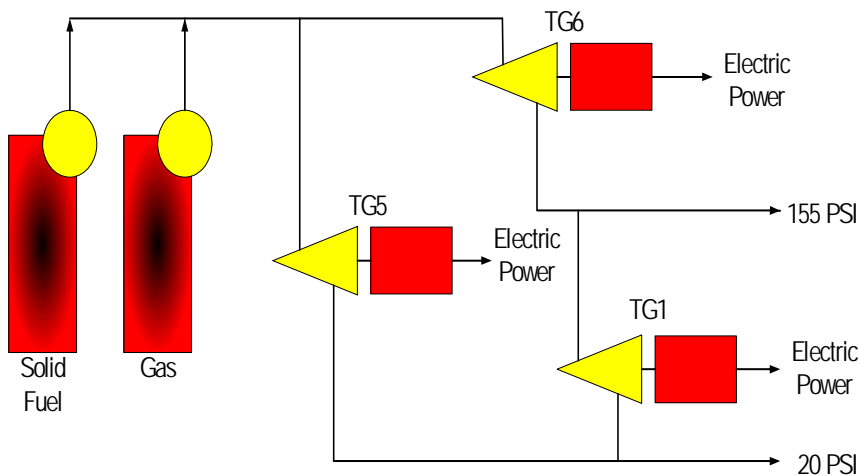 TG6
Electric
Power
155 PSI
TG5
Electric
Power
TG1
Electric
Power
Solid
Fuel
Gas
20 PSI